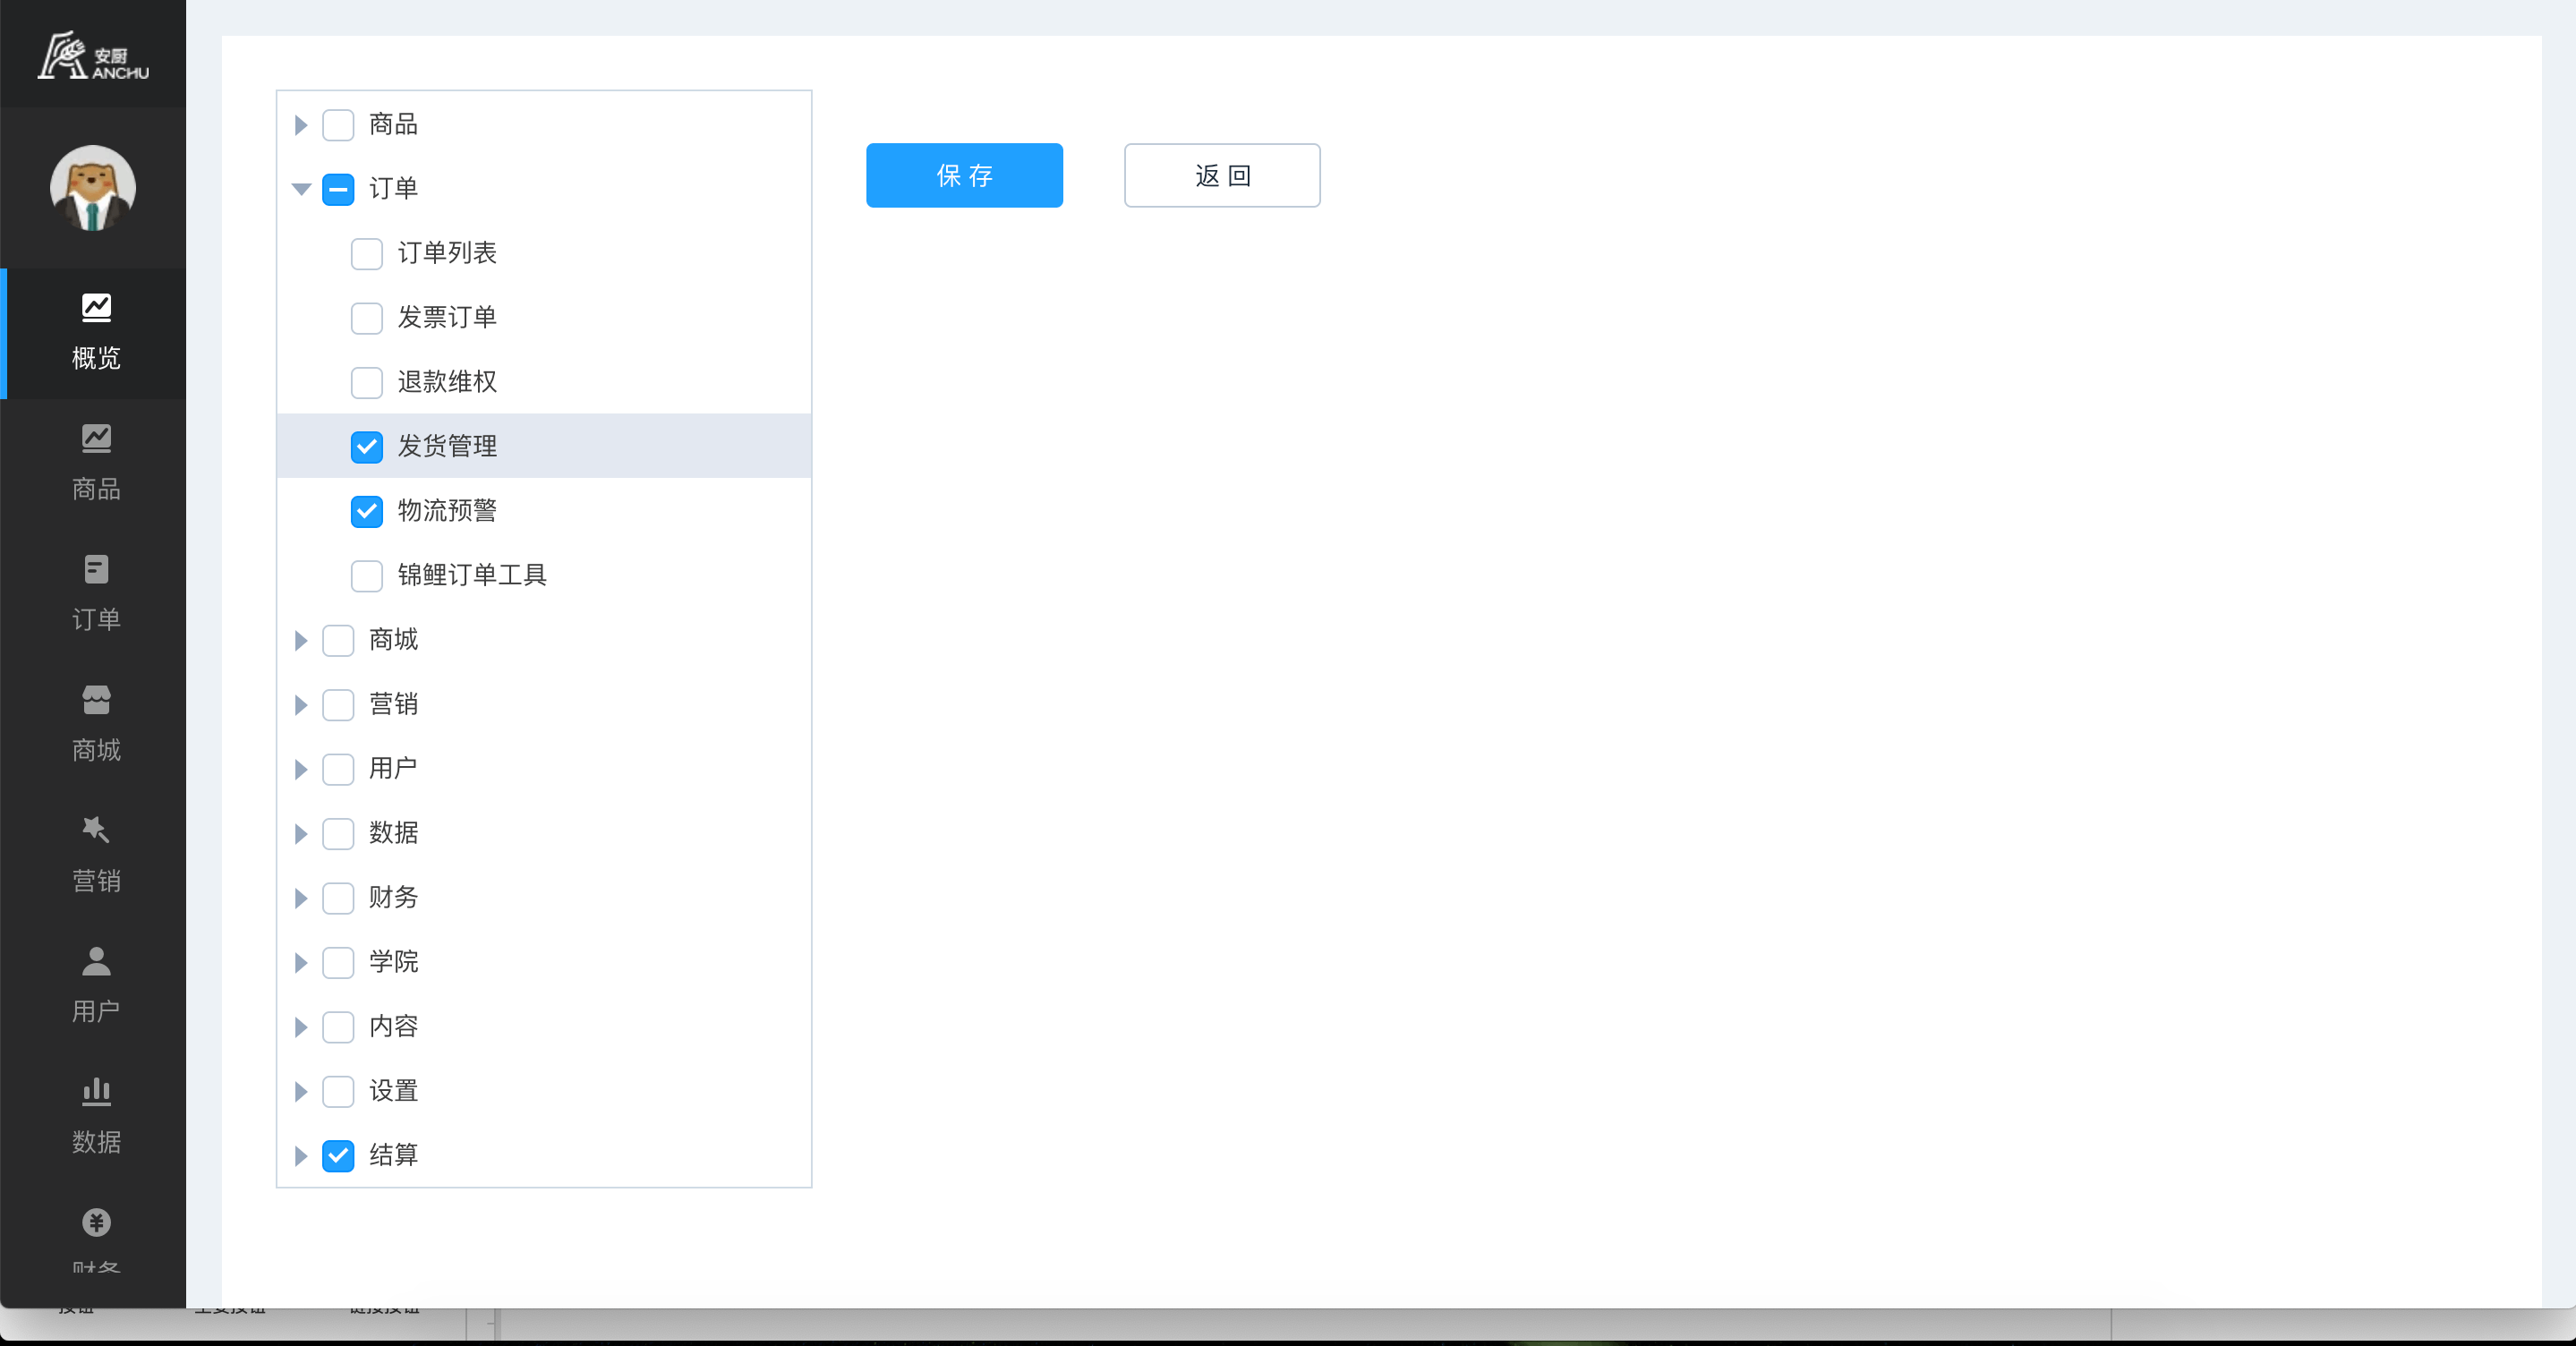 安厨
ANCHU
概览
商品
订单
商城
营销
用户
数据
财务
商品
订单
订单列表
发票订单
退款维权
发货管理
物流预警
锦鲤订单工具
商城
营销
用户
数据
财务
学院
内容
设置
结算
保存
返回